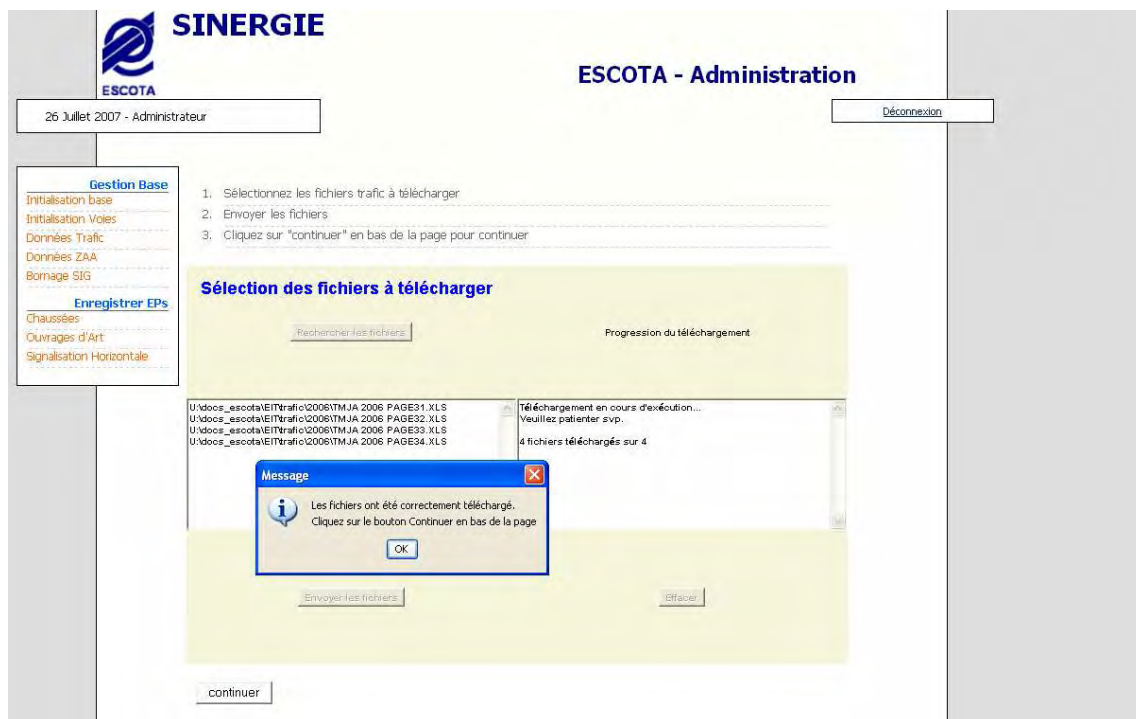 SINERGIE
ESCOTA
ESCOTA - Administration
26 Juillet 2007 - Administrateur
Déconnexion
Gestion Base
Initialisation base
Initialisation Voies
Données Trafic
Données ZAA
Bornage SIG
Enregistrer EPs
Chaussées
Ouvrages d'Art
Signalisation Horizontale
1. Sélectionnez les fichiers trafic à télécharger
2. Envoyer les fichiers
3. Cliquez sur "continuer" en bas de la page pour continuer
Sélection des fichiers à télécharger
Rechercher les fichiers
Progression du téléchargement
U:\docs_escota\EIT\trafic\2006\TMJA 2006 PAGE31.XLS
U:\docs_escota\EIT\trafic\2006\TMJA 2006 PAGE32.XLS
U:\docs_escota\EIT\trafic\2006\TMJA 2006 PAGE33.XLS
U:\docs_escota\EIT\trafic\2006\TMJA 2006 PAGE34.XLS
Téléchargement en cours d'exécution...
Veuillez patienter svp.
4 fichiers téléchargés sur 4
Message
Les fichiers ont été correctement téléchargé.
Cliquez sur le bouton Continuer en bas de la page
OK
Envoyer les fichiers
Effacer
continuer